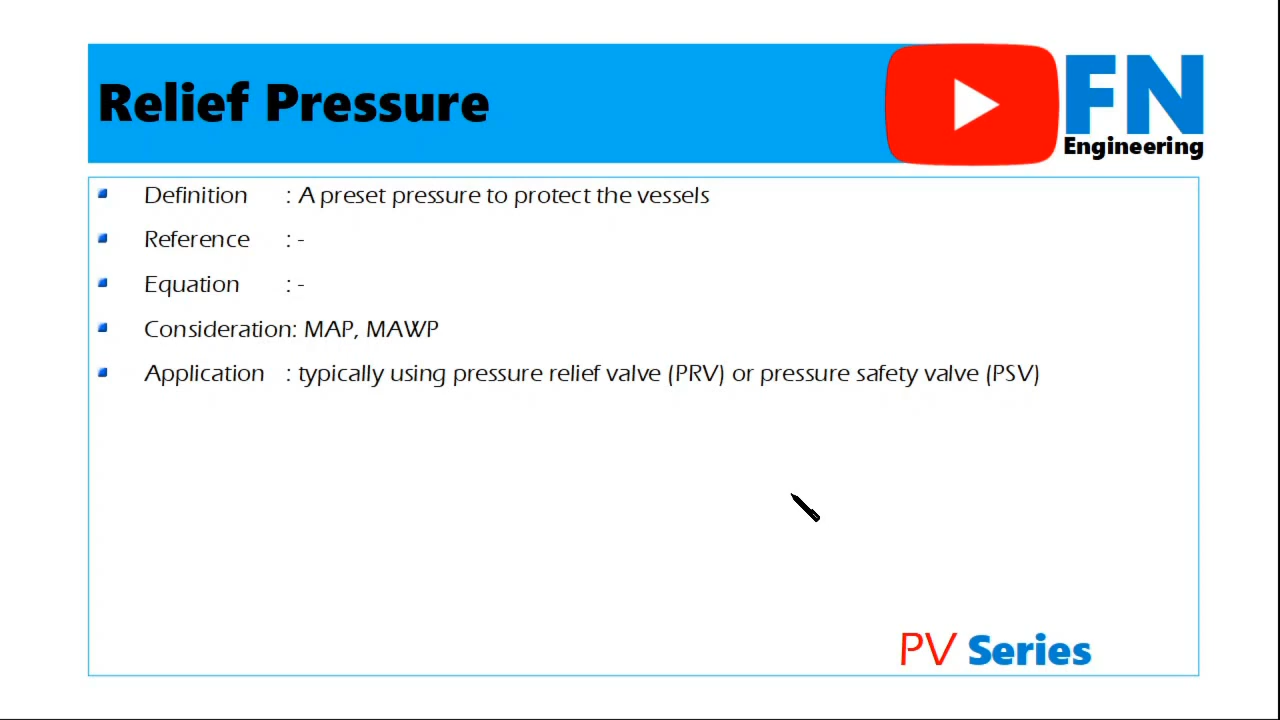 Relief Pressure
FN
Engineering
Definition : A preset pressure to protect the vessels
Reference : -
Equation : -
Consideration: MAP, MAWP
Application : typically using pressure relief valve (PRV) or pressure safety valve (PSV)
PV Series